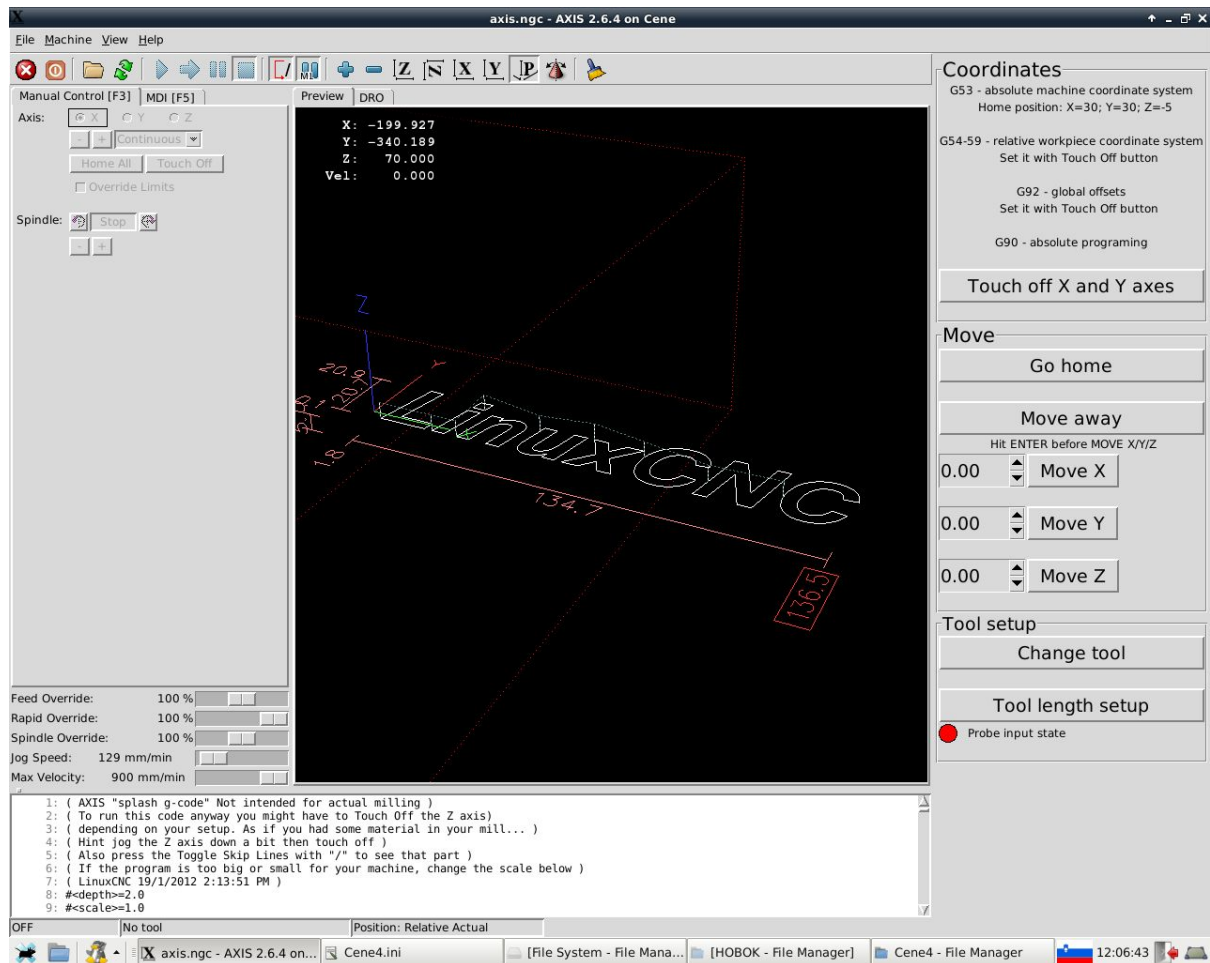 axis.ngc - AXIS 2.6.4 on Cene
File Machine View Help
Z N X Y P
Manual Control [F3] MDI [F5]
Axis: X Y Z
- + Continuous
Home All Touch Off
Override Limits
Spindle: Stop
- +
Feed Override: 100 %
Rapid Override: 100 %
Spindle Override: 100 %
Jog Speed: 129 mm/min
Max Velocity: 900 mm/min
Preview DRO
X: -199.927
Y: -340.189
Z: 70.000
Vel: 0.000
Z
Y
X
20.9
1.8
LinuxCNC
134.7
136.5
Coordinates
G53 - absolute machine coordinate system
Home position: X=30; Y=30; Z=-5
G54-59 - relative workpiece coordinate system
Set it with Touch Off button
G92 - global offsets
Set it with Touch Off button
G90 - absolute programing
Touch off X and Y axes
Move
Go home
Move away
Hit ENTER before MOVE X/Y/Z
0.00 Move X
0.00 Move Y
0.00 Move Z
Tool setup
Change tool
Tool length setup
Probe input state
1: ( AXIS "splash g-code" Not intended for actual milling )
2: ( To run this code anyway you might have to Touch Off the Z axis)
3: ( depending on your setup. As if you had some material in your mill... )
4: ( Hint jog the Z axis down a bit then touch off )
5: ( Also press the Toggle Skip Lines with "/" to see that part )
6: ( If the program is too big or small for your machine, change the scale below )
7: ( LinuxCNC 19/1/2012 2:13:51 PM )
8: #<depth>=2.0
9: #<scale>=1.0
OFF No tool Position: Relative Actual
axis.ngc - AXIS 2.6.4 on... Cene4.ini [File System - File Mana... [HOBOK - File Manager] Cene4 - File Manager 12:06:43